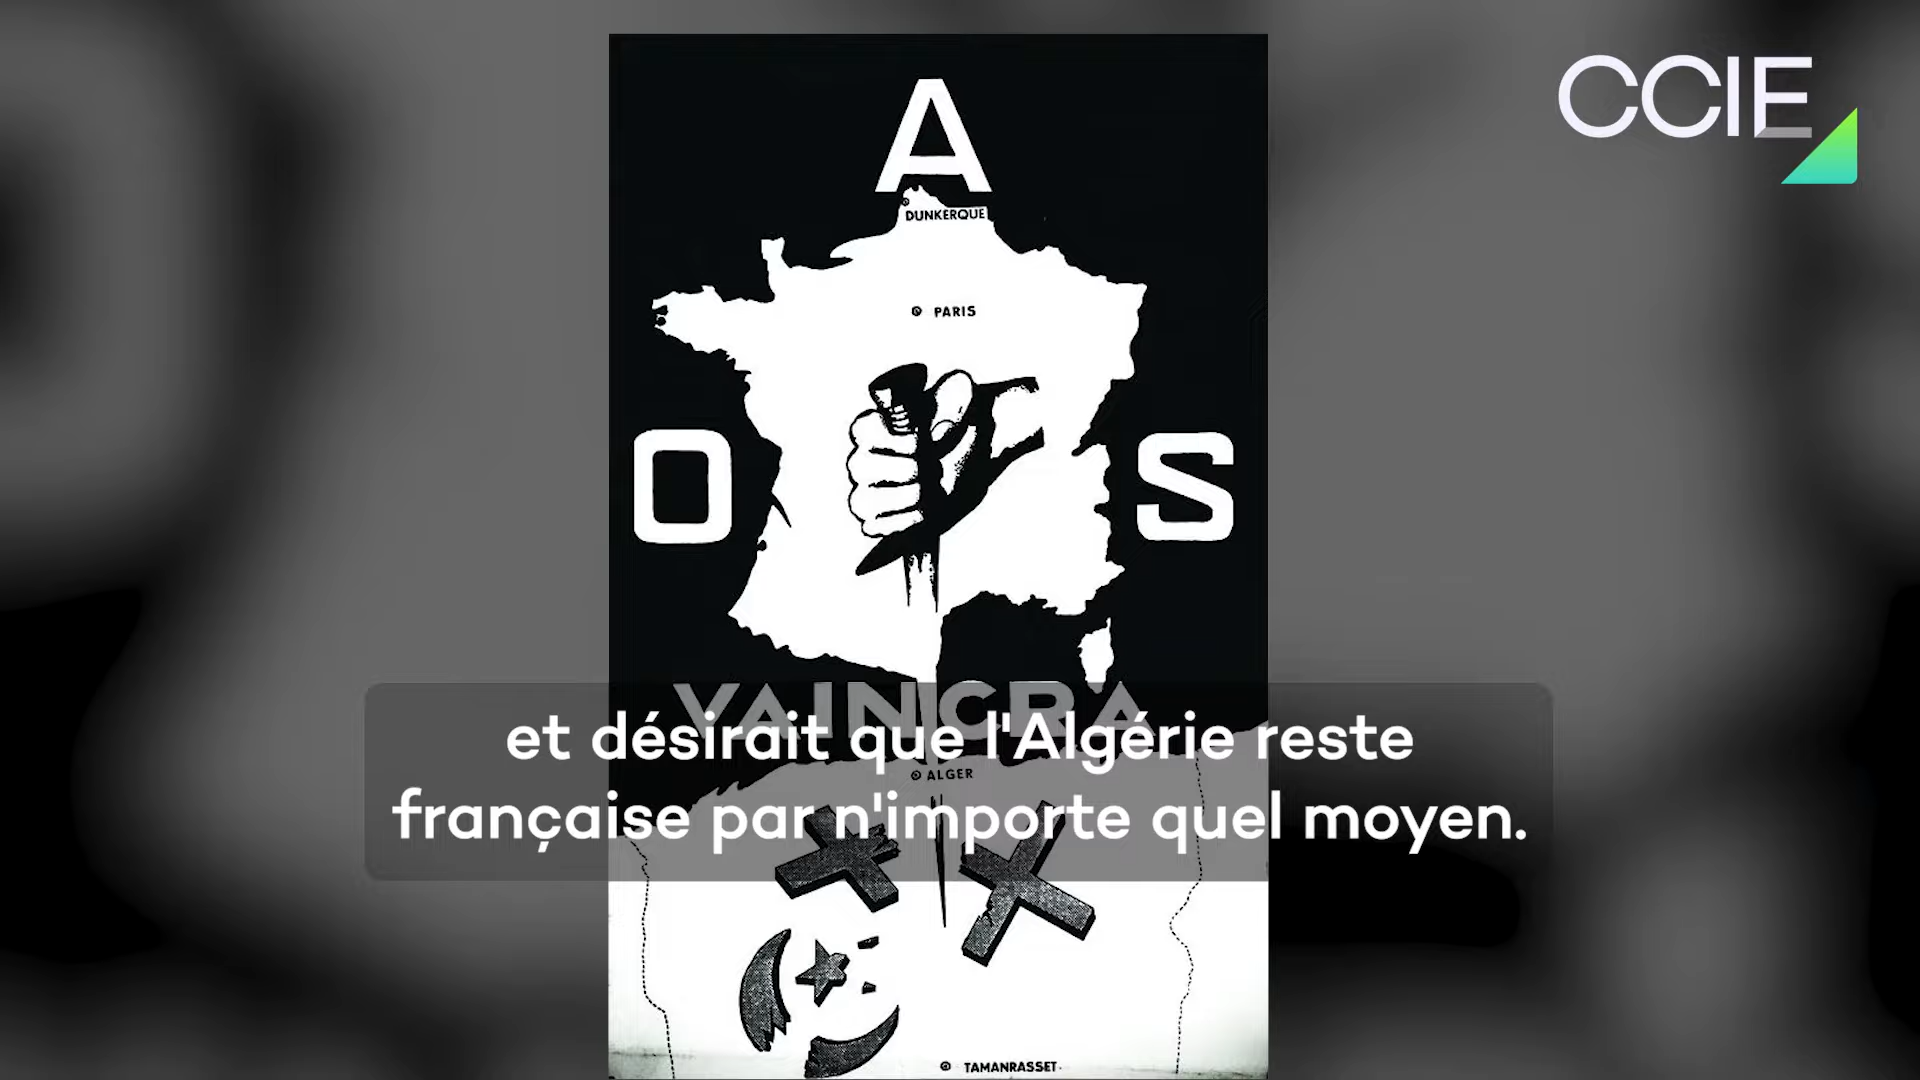 CCIE
A
DUNKERQUE
PARIS
O S
VAINCRA
et désirait que l'Algérie reste
française par n'importe quel moyen.
ALGER
TAMANRASSET